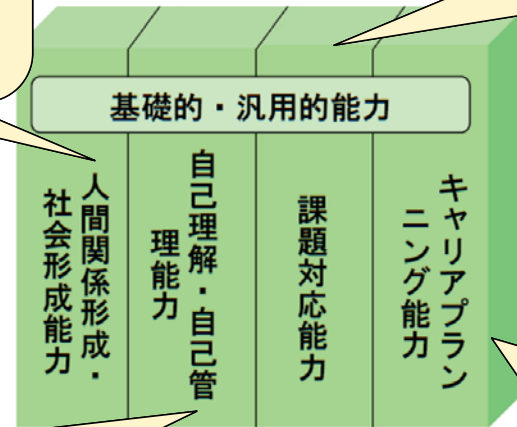 基礎的・汎用的能力
人間関係形成・
社会形成能力
自己理解・自己管
理能力
課題対応能力
キャリアプラン
ニング能力